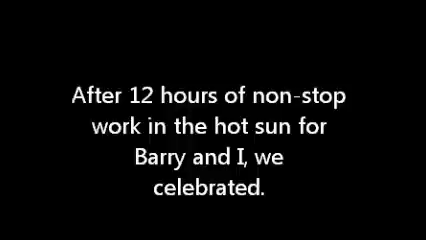 After 12 hours of non-stop
work in the hot sun for
Barry and I, we
celebrated.